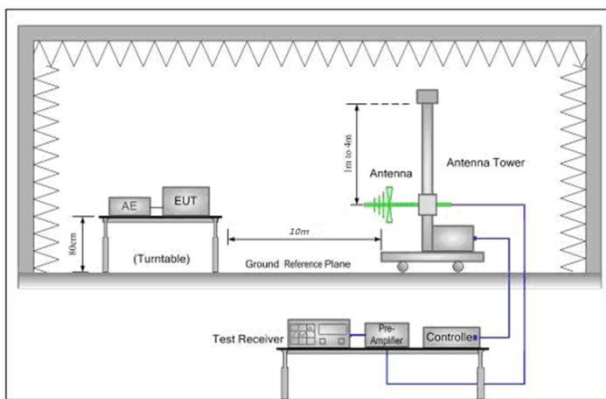 1m to 4m
Antenna
Antenna Tower
AE
EUT
80cm
(Turntable)
10m
Ground Reference Plane
Test Receiver
Pre-
Amplifier
Controller